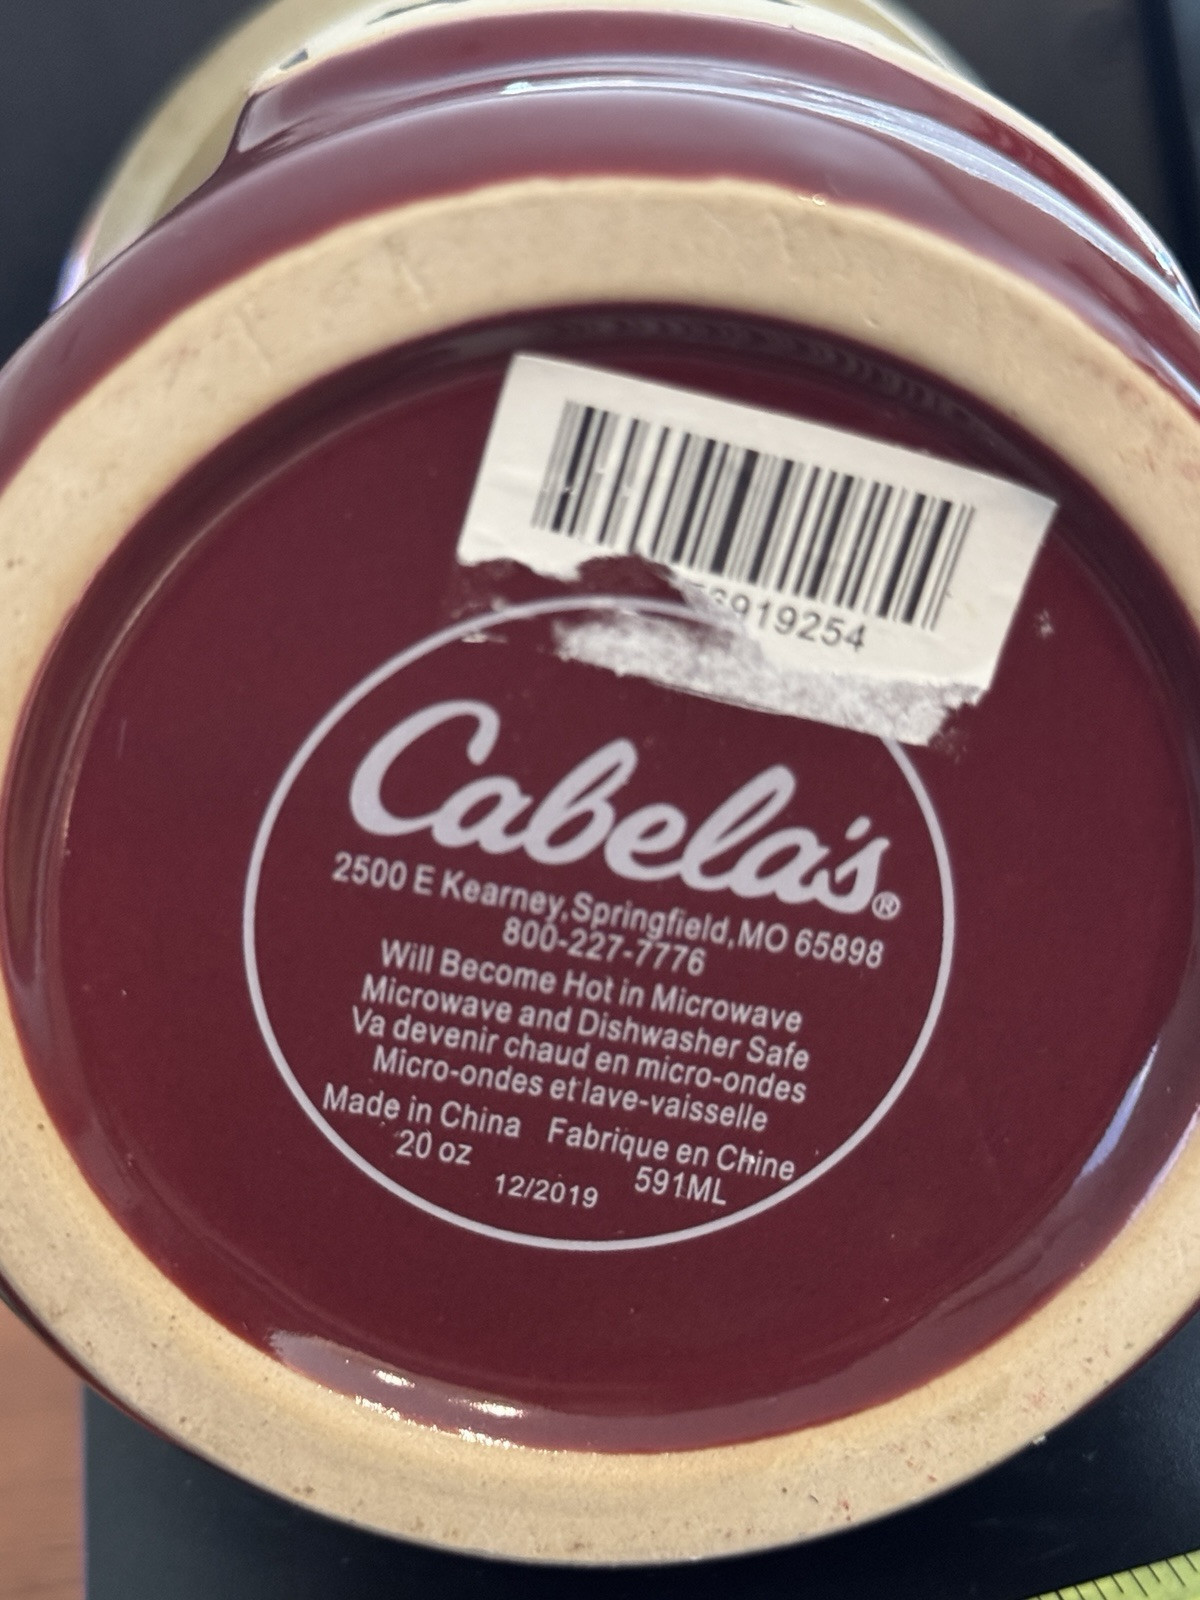 919254
Cabela's®
2500 E Kearney,Springfield,MO 65898
800-227-7776
Will Become Hot in Microwave
Microwave and Dishwasher Safe
Va devenir chaud en micro-ondes
Micro-ondes et lave-vaisselle
Made in China Fabrique en Chine
20 oz 591ML
12/2019